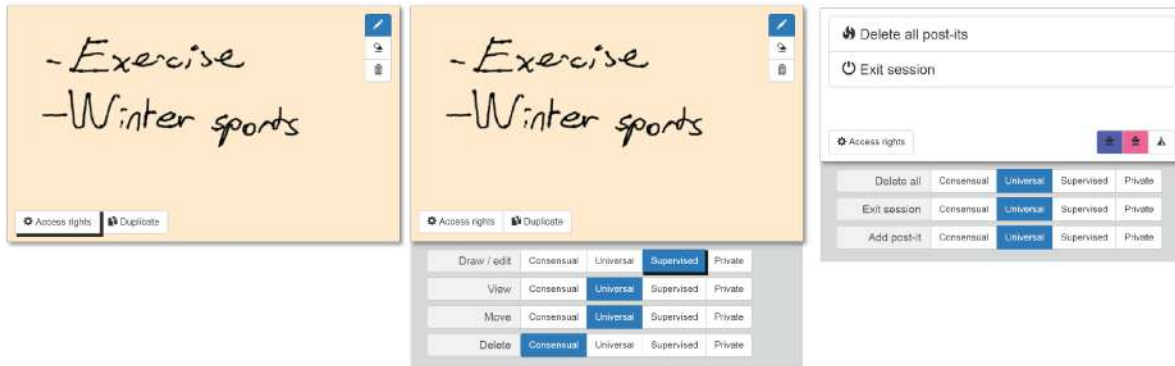 - Exercise
- Winter sports
Access rights Duplicate
- Exercise
- Winter sports
Access rights Duplicate
Draw / edit Consensual Universal Supervised Private
View Consensual Universal Supervised Private
Move Consensual Universal Supervised Private
Delete Consensual Universal Supervised Private
Delete all post-its
Exit session
Access rights
Delete all Consensual Universal Supervised Private
Exit session Consensual Universal Supervised Private
Add post-it Consensual Universal Supervised Private